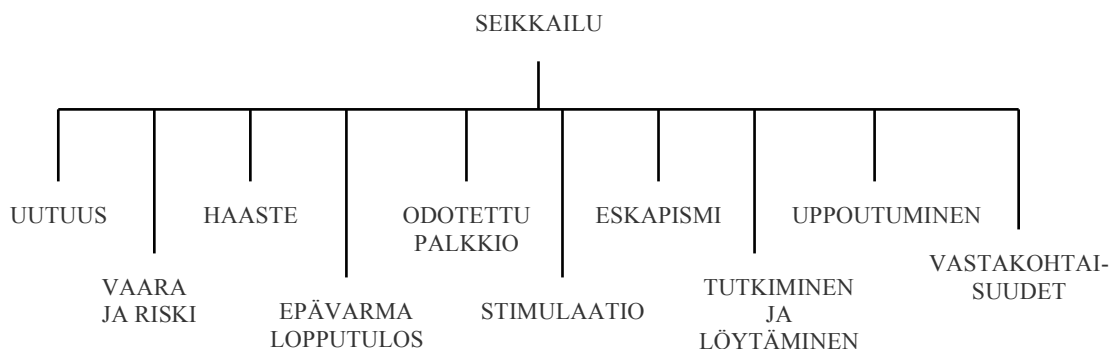 SEIKKAILU
UUTUUS
VAARA
JA RISKI
HAASTE
EPÄVARMA
LOPPUTULOS
ODOTETTU
PALKKIO
STIMULAATIO
ESKAPISMI
TUTKIMINEN
JA
LÖYTÄMINEN
UPPOUTUMINEN
VASTAKOHTAI-
SUUDET